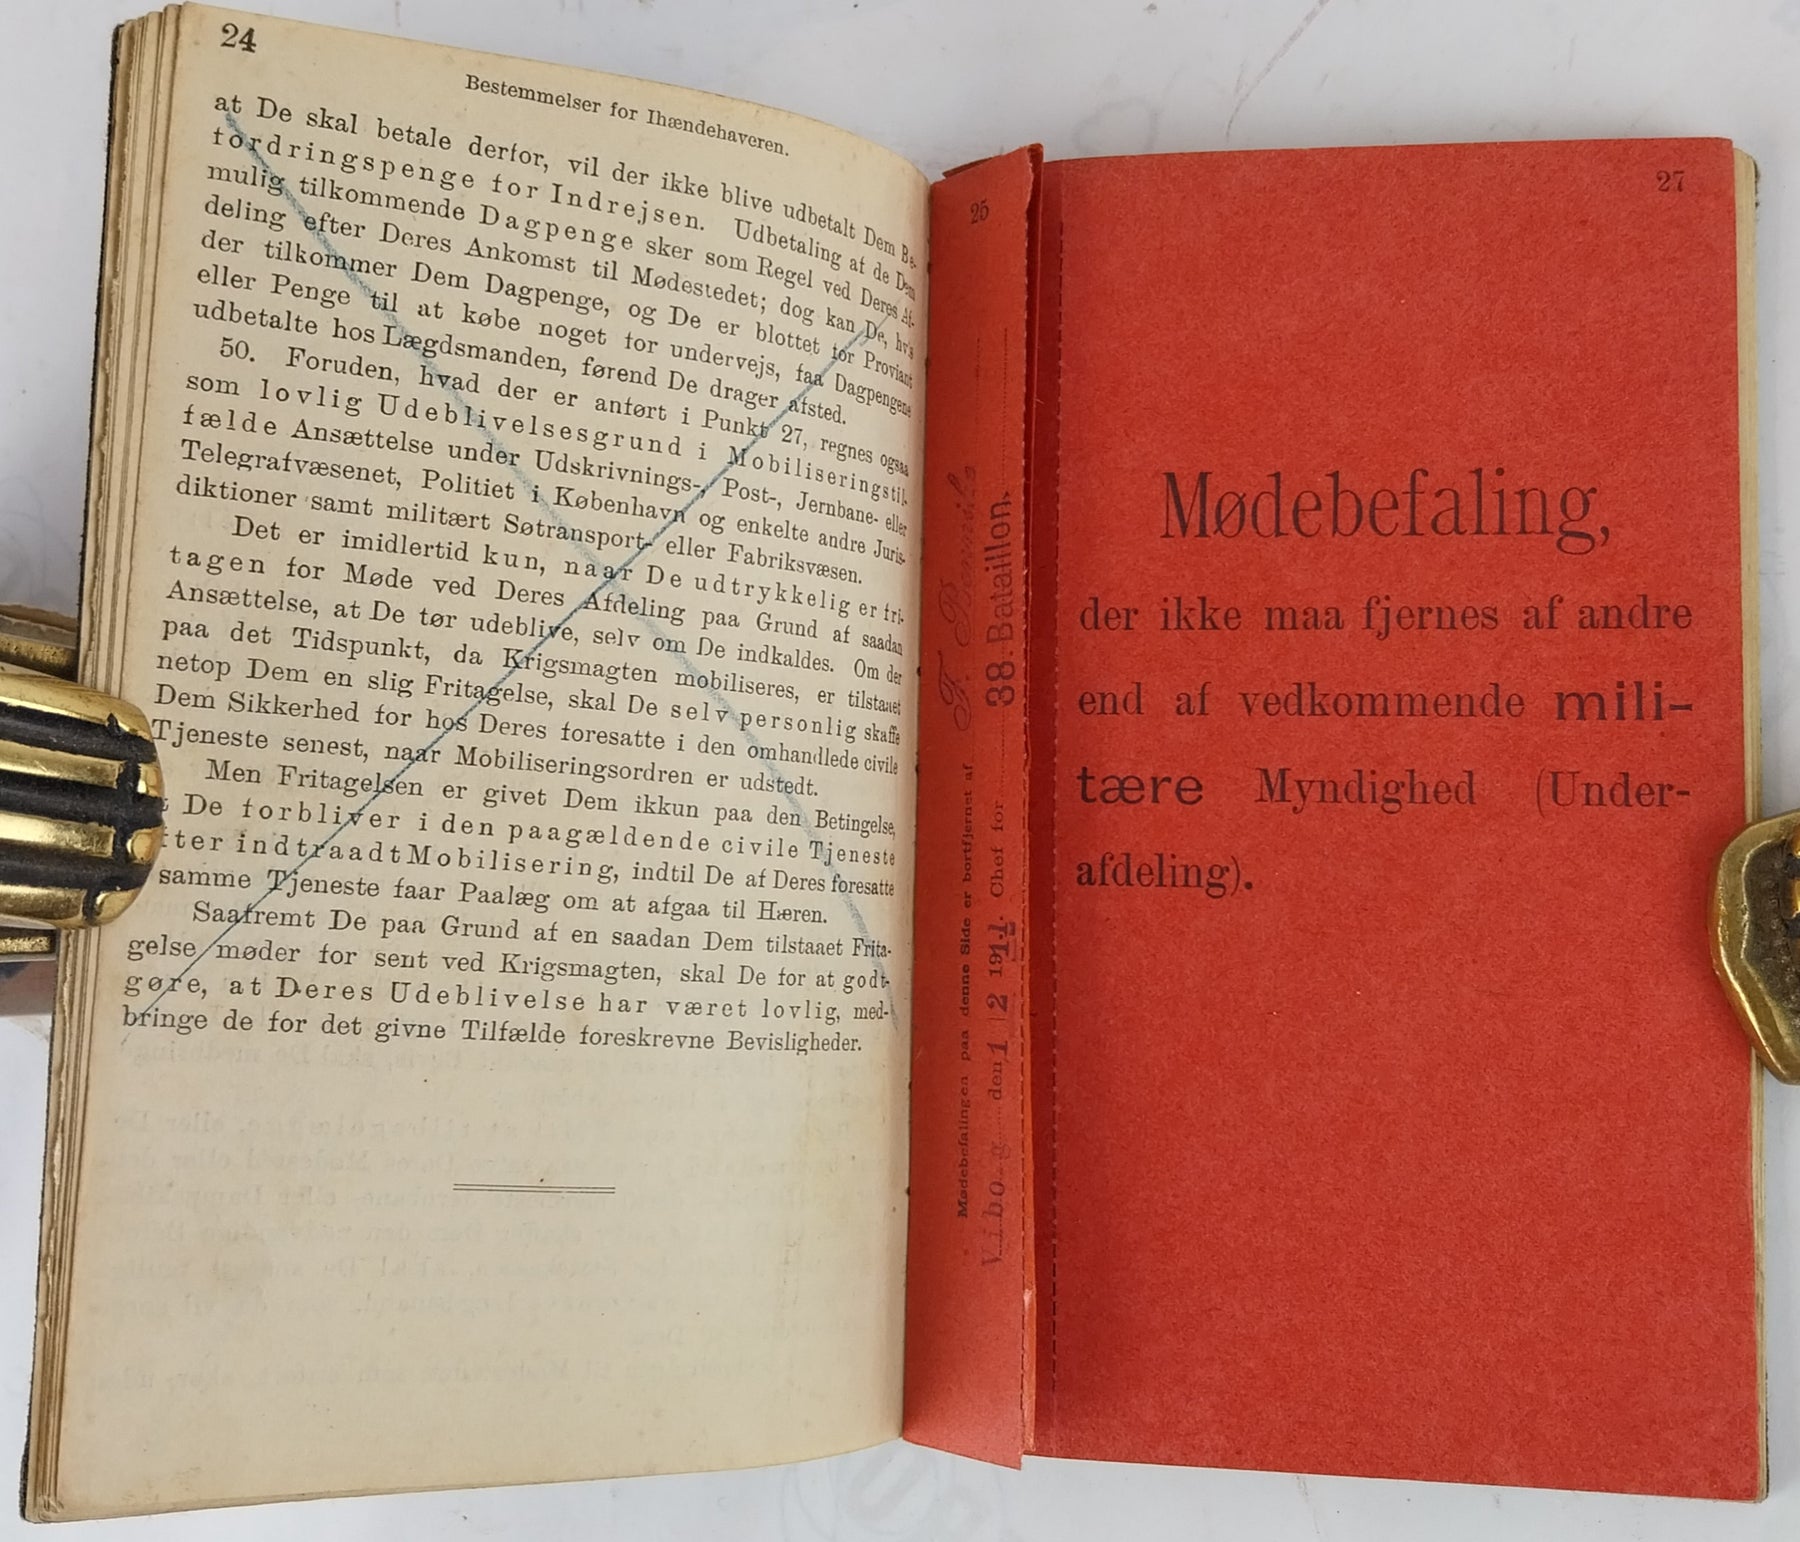 24
Bestemmelser for Ihændehaveren.
at De skal betale derfor, vil der ikke blive udbetalt Dem Be-
fordringspenge for Indrejsen. Udbetaling af de Dem
mulig tilkommende Dagpenge sker som Regel ved Deres Af-
deling efter Deres Ankomst til Mødestedet; dog kan De, hvis
der tilkommer Dem Dagpenge, og De er blottet for Proviant
eller Penge til at købe noget for undervejs, faa Dagpengene
udbetalte hos Lægdsmanden, førend De drager afsted.
50. Foruden, hvad der er anført i Punkt 27, regnes ogsaa
som lovlig Udeblivelsesgrund i Mobiliseringstil-
fælde Ansættelse under Udskrivnings-, Post-, Jernbane- eller
Telegrafvæsenet, Politiet i København og enkelte andre Juris-
diktioner samt militært Søtransport- eller Fabriksvæsen.
Det er imidlertid kun, naar De udtrykkelig er fri-
tagen for Møde ved Deres Afdeling paa Grund af saadan
Ansættelse, at De tør udeblive, selv om De indkaldes. Om der
paa det Tidspunkt, da Krigsmagten mobiliseres, er tilstaaet
netop Dem en slig Fritagelse, skal De selv personlig skaffe
Dem Sikkerhed for hos Deres foresatte i den omhandlede civile
Tjeneste senest, naar Mobiliseringsordren er udstedt.
Men Fritagelsen er givet Dem ikkun paa den Betingelse,
De forbliver i den paagældende civile Tjeneste
fter indtraadt Mobilisering, indtil De af Deres foresatte
samme Tjeneste faar Paalæg om at afgaa til Hæren.
Saafremt De paa Grund af en saadan Dem tilstaaet Frita-
gelse møder for sent ved Krigsmagten, skal De for at godt-
gøre, at Deres Udeblivelse har været lovlig, med-
bringe de for det givne Tilfælde foreskrevne Bevisligheder.
25
Mødebefalingen paa denne Side er bortfjernet af
Viborg den 1 12 1911. Chef for 38. Bataillon.
27
Mødebefaling,
der ikke maa fjernes af andre
end af vedkommende mili-
tære Myndighed (Under-
afdeling).